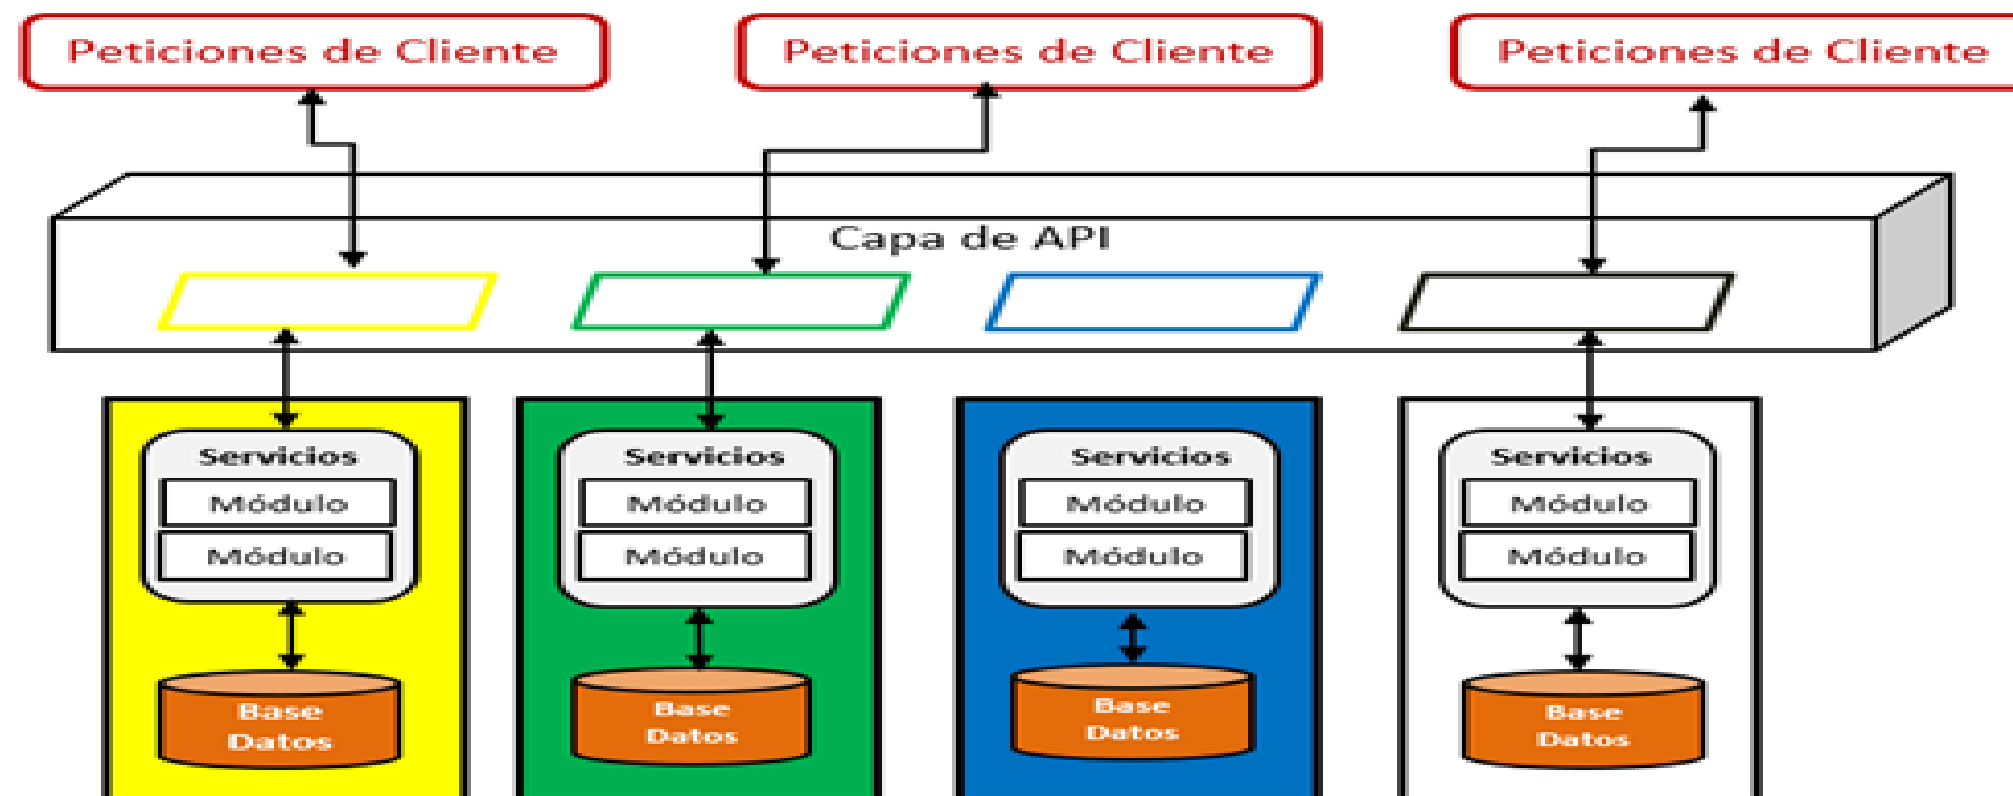 Peticiones de Cliente
Peticiones de Cliente
Peticiones de Cliente
Capa de API
Servicios
Módulo
Módulo
Base
Datos
Servicios
Módulo
Módulo
Base
Datos
Servicios
Módulo
Módulo
Base
Datos
Servicios
Módulo
Módulo
Base
Datos